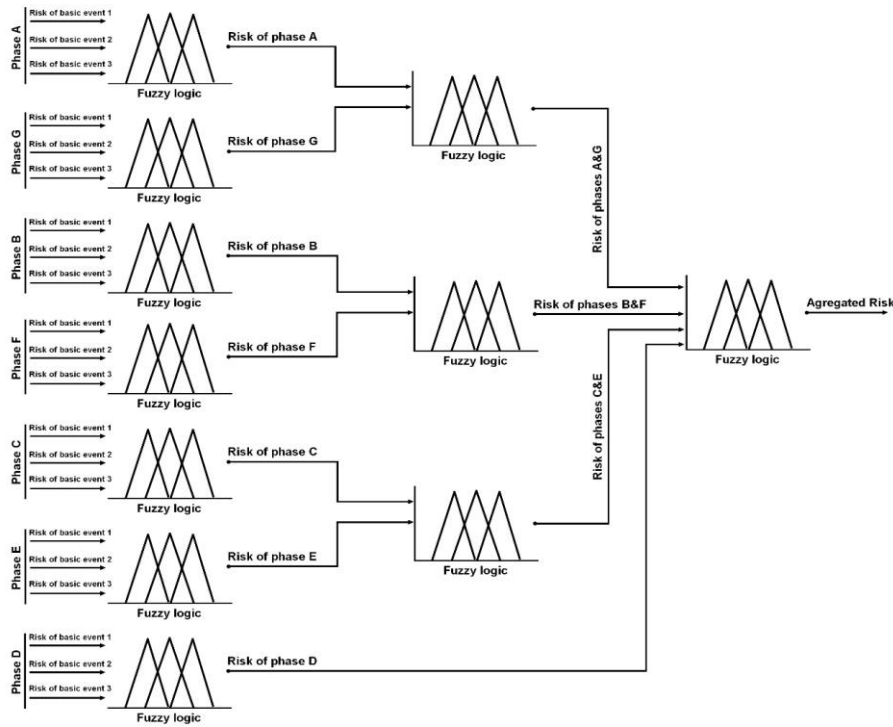 Phase A
Risk of basic event 1
Risk of basic event 2
Risk of basic event 3
Fuzzy logic
Risk of phase A
Phase G
Risk of basic event 1
Risk of basic event 2
Risk of basic event 3
Fuzzy logic
Risk of phase G
Fuzzy logic
Risk of phases A&G
Phase B
Risk of basic event 1
Risk of basic event 2
Risk of basic event 3
Fuzzy logic
Risk of phase B
Phase F
Risk of basic event 1
Risk of basic event 2
Risk of basic event 3
Fuzzy logic
Risk of phase F
Fuzzy logic
Risk of phases B&F
Phase C
Risk of basic event 1
Risk of basic event 2
Risk of basic event 3
Fuzzy logic
Risk of phase C
Phase E
Risk of basic event 1
Risk of basic event 2
Risk of basic event 3
Fuzzy logic
Risk of phase E
Fuzzy logic
Risk of phases C&E
Phase D
Risk of basic event 1
Risk of basic event 2
Risk of basic event 3
Fuzzy logic
Risk of phase D
Fuzzy logic
Agregated Risk